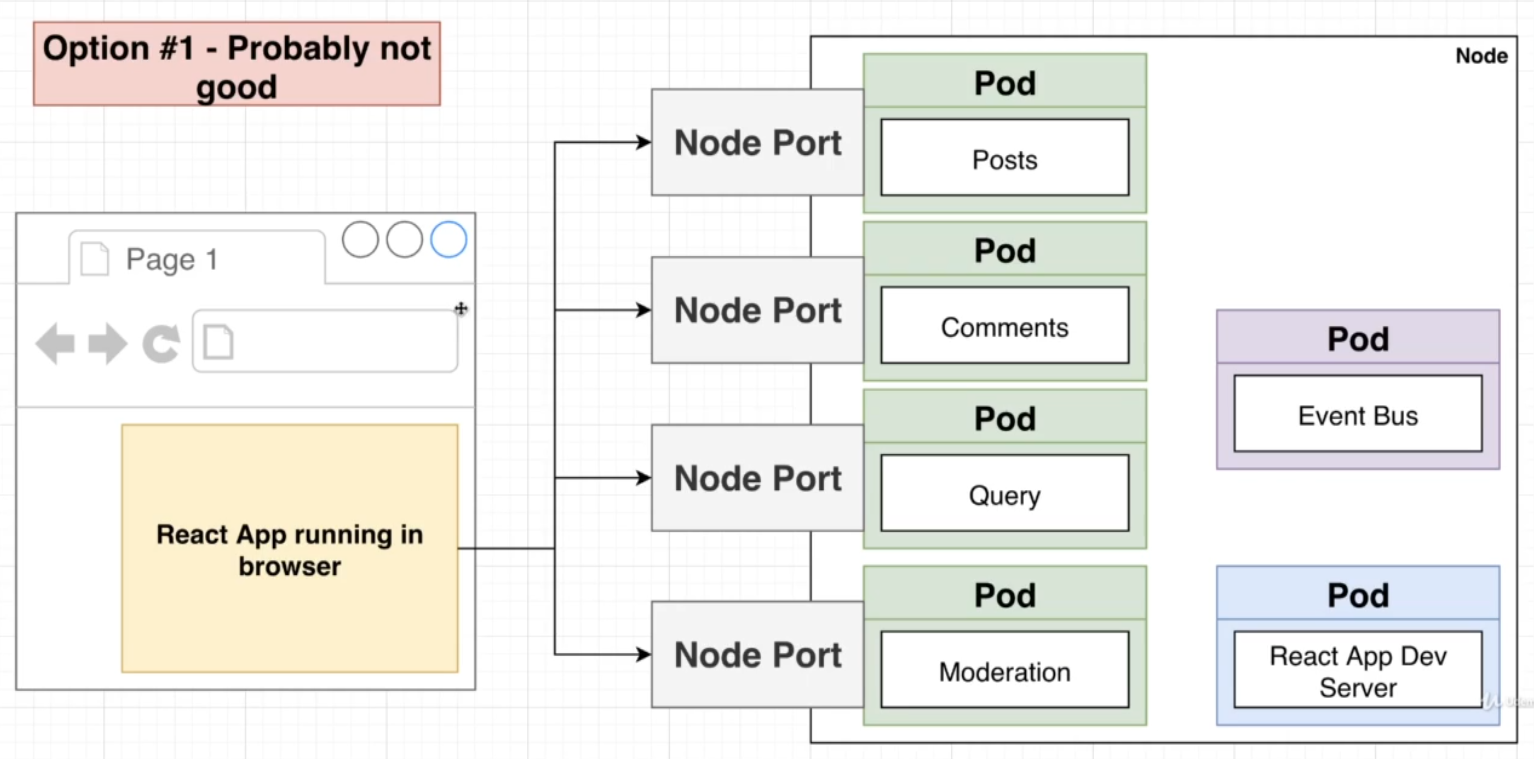 Option #1 - Probably not
good
Page 1
React App running in
browser
Node
Node Port
Pod
Posts
Node Port
Pod
Comments
Node Port
Pod
Query
Node Port
Pod
Moderation
Pod
Event Bus
Pod
React App Dev
Server